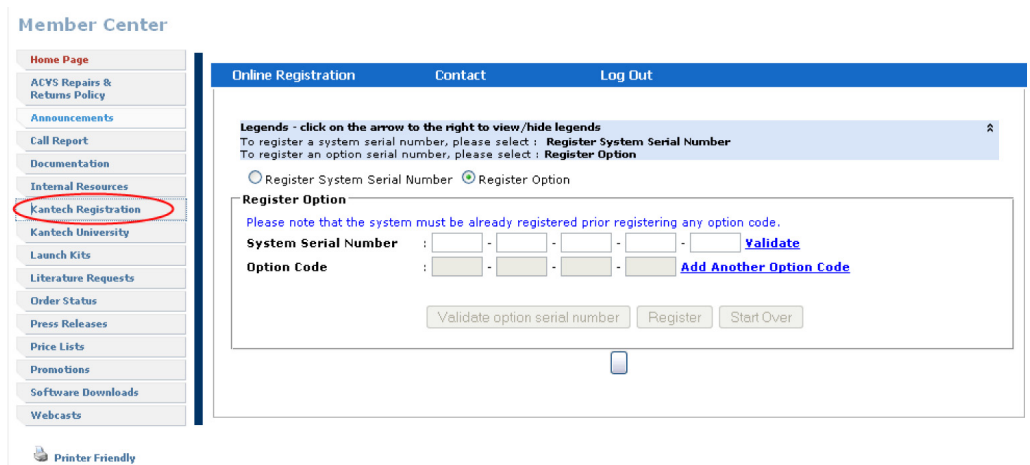 Member Center
Home Page
ACVS Repairs &
Returns Policy
Announcements
Call Report
Documentation
Internal Resources
Kantech Registration
Kantech University
Launch Kits
Literature Requests
Order Status
Press Releases
Price Lists
Promotions
Software Downloads
Webcasts
Printer Friendly
Online Registration Contact Log Out
Legends - click on the arrow to the right to view/hide legends
To register a system serial number, please select : Register System Serial Number
To register an option serial number, please select : Register Option
Register System Serial Number Register Option
Register Option
Please note that the system must be already registered prior registering any option code.
System Serial Number : - - - - Validate
Option Code : - - - Add Another Option Code
Validate option serial number Register Start Over